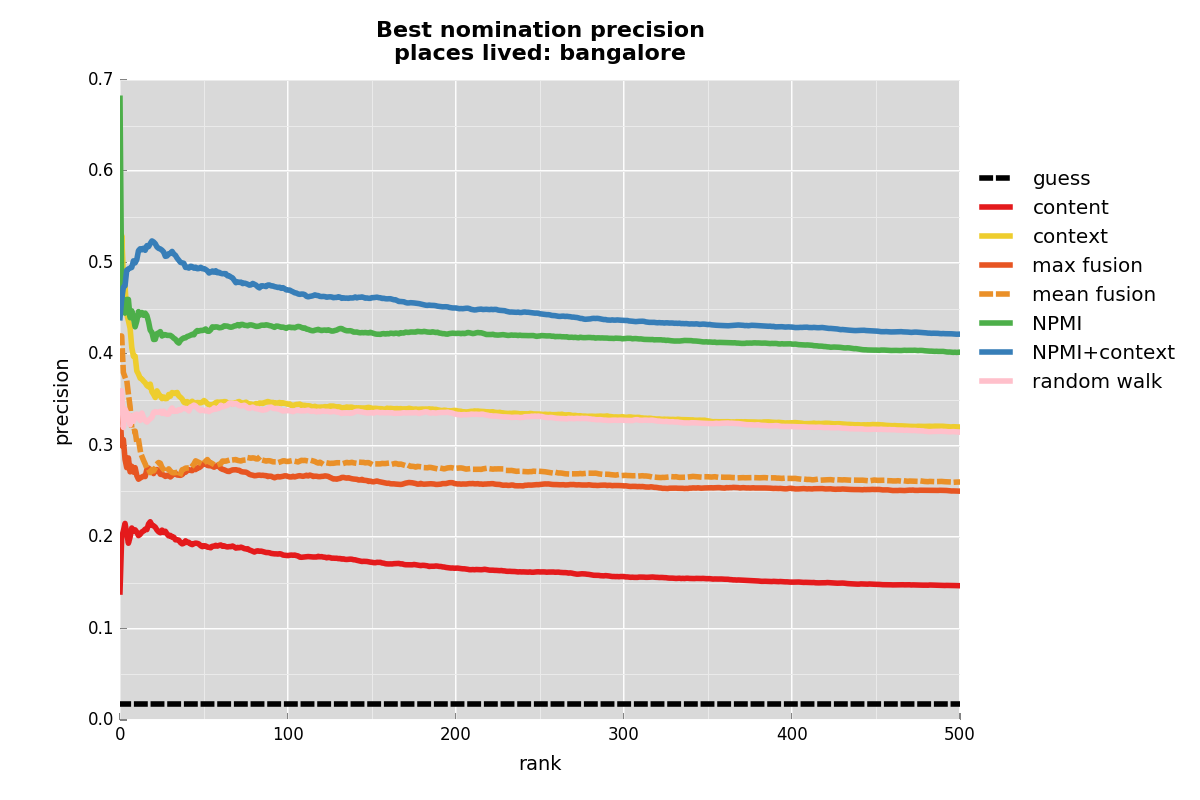 Best nomination precision
places lived: bangalore
0.7
0.6
0.5
0.4
0.3
0.2
0.1
0.0
precision
0
100
200
300
400
500
rank
guess
content
context
max fusion
mean fusion
NPMI
NPMI+context
random walk